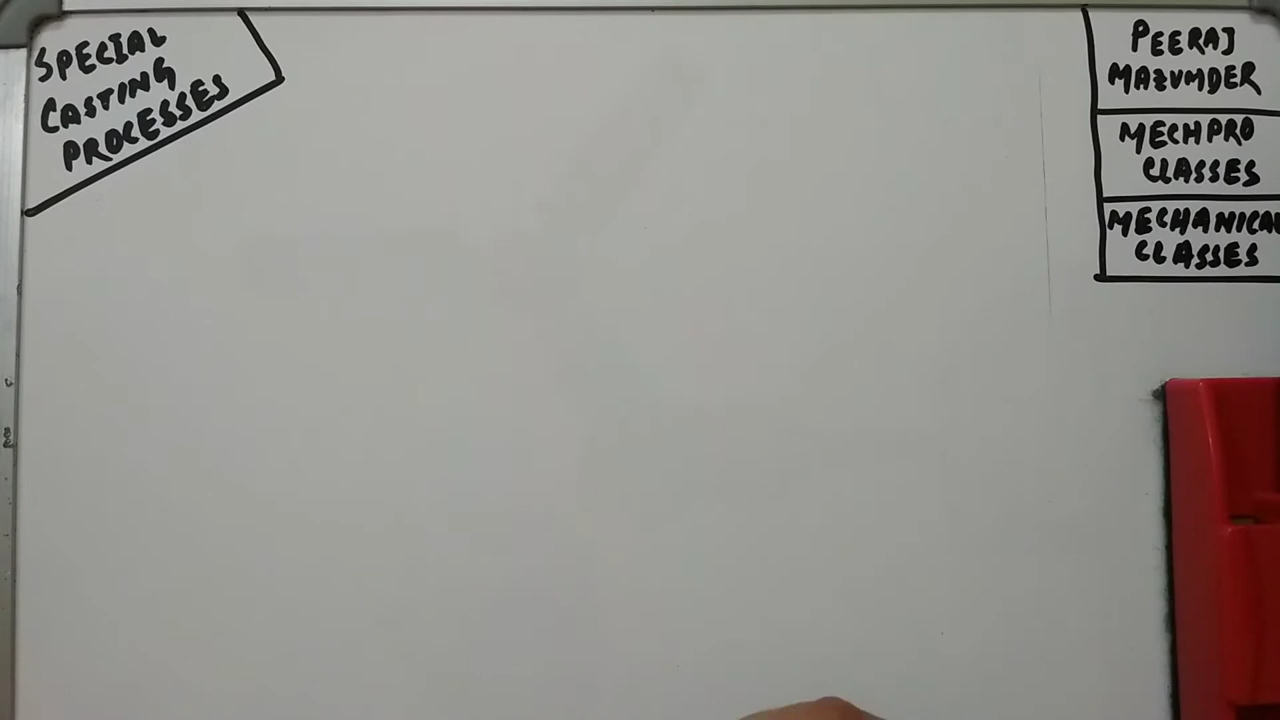 SPECIAL
CASTING
PROCESSES
PEERAJ
MAZUMDER
MECHPRO
CLASSES
MECHANICAL
CLASSES